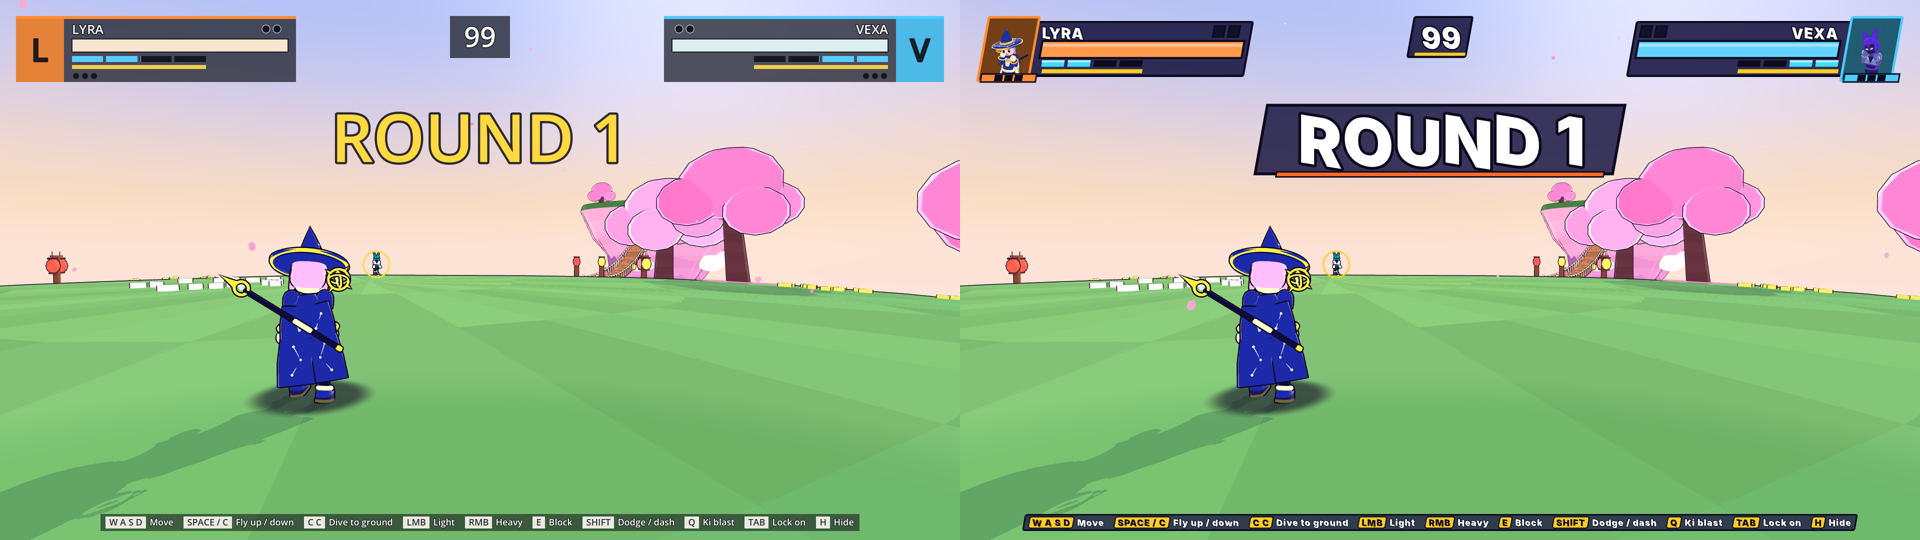 L
LYRA
99
VEXA
V
ROUND 1
W A S D Move SPACE / C Fly up / down C C Dive to ground LMB Light RMB Heavy E Block SHIFT Dodge / dash Q Ki blast TAB Lock on H Hide
LYRA
99
VEXA
ROUND 1
W A S D Move SPACE / C Fly up / down C C Dive to ground LMB Light RMB Heavy E Block SHIFT Dodge / dash Q Ki blast TAB Lock on H Hide